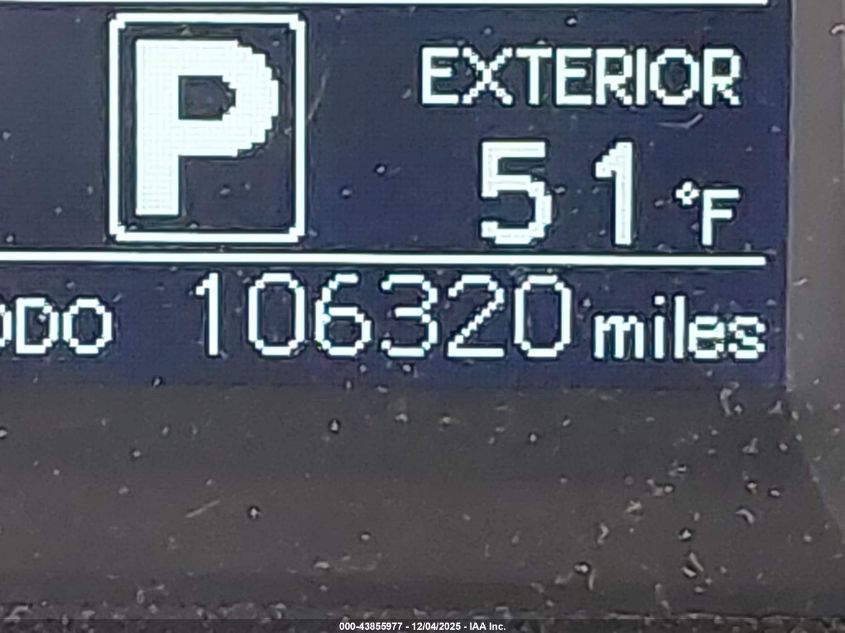 P
EXTERIOR
51 °F
ODO 106320 miles
000-43855977 - 12/04/2025 - IAA Inc.